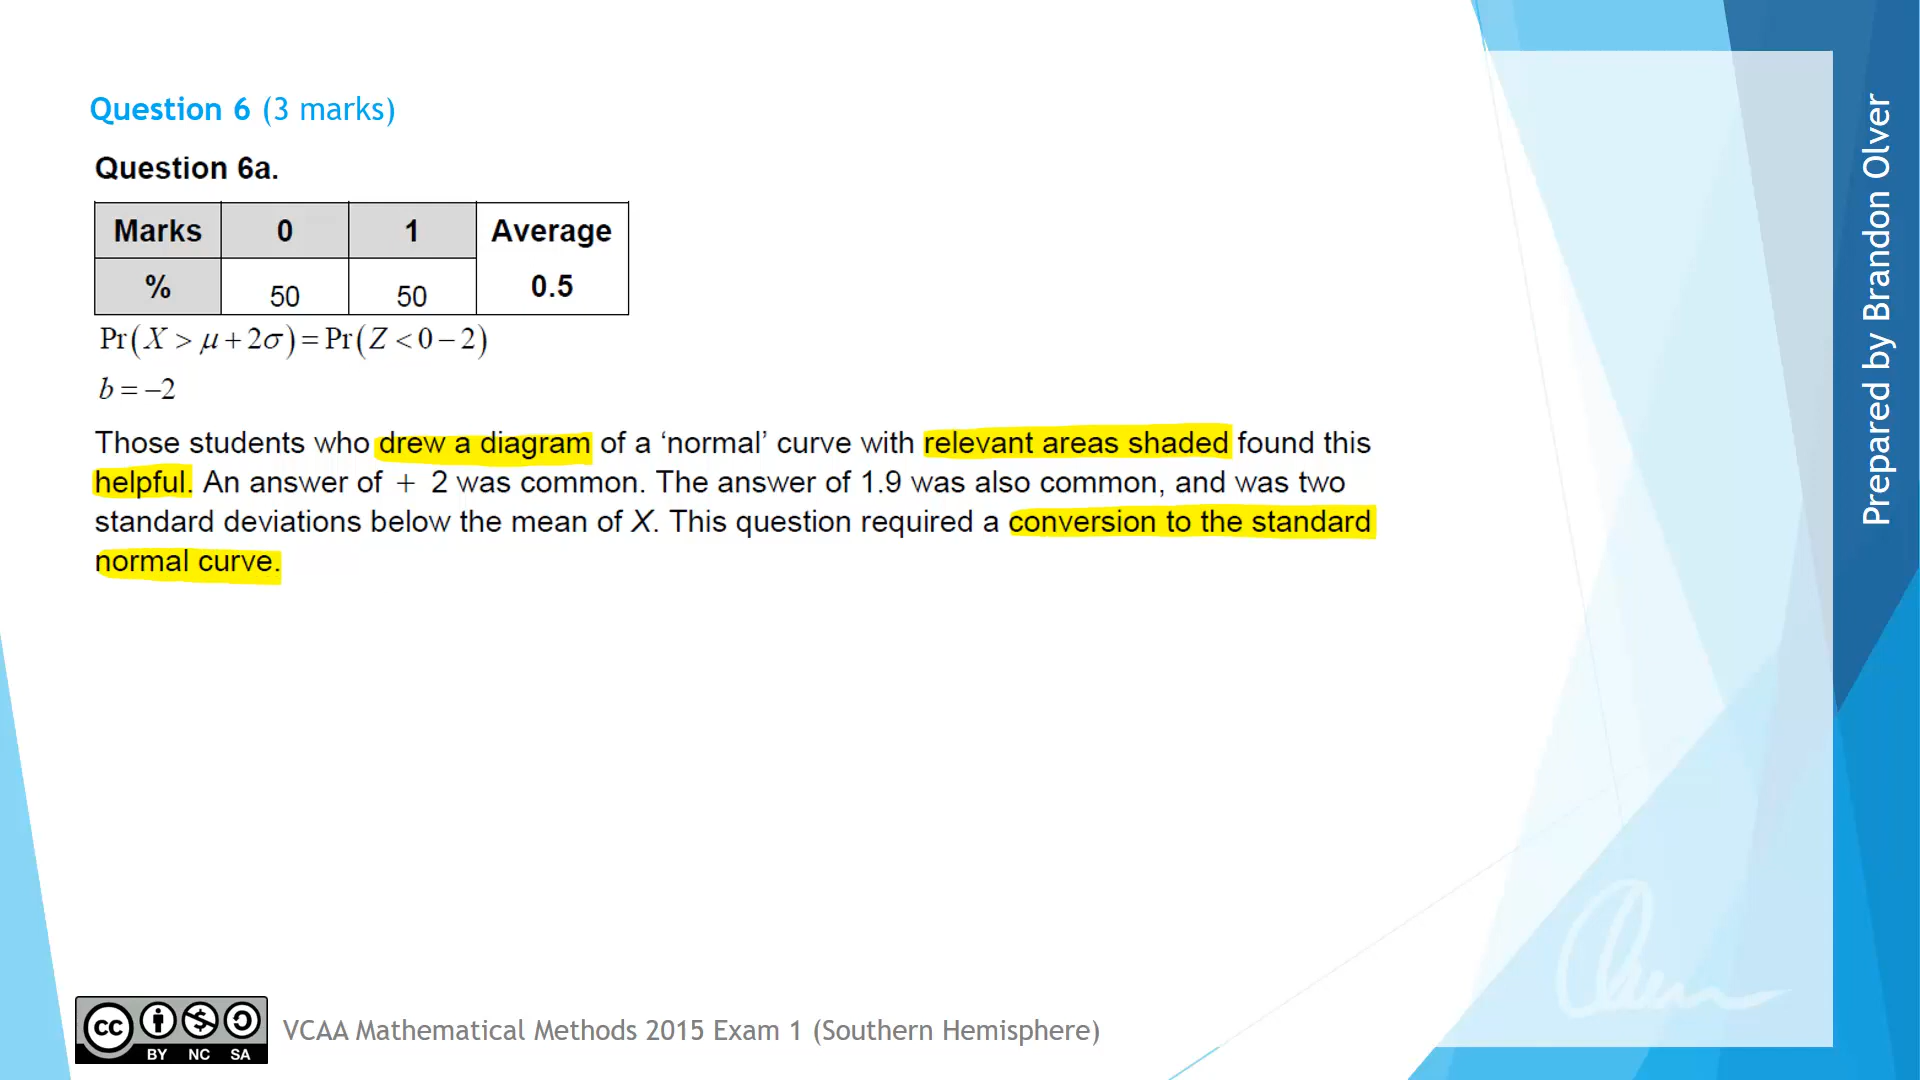 Question 6 (3 marks)
Question 6a.
Marks 0 1 Average
% 50 50 0.5
Pr(X > μ + 2σ) = Pr(Z < 0 − 2)
b = −2
Those students who drew a diagram of a ‘normal’ curve with relevant areas shaded found this
helpful. An answer of + 2 was common. The answer of 1.9 was also common, and was two
standard deviations below the mean of X. This question required a conversion to the standard
normal curve.
Prepared by Brandon Olver
cc
BY NC SA
VCAA Mathematical Methods 2015 Exam 1 (Southern Hemisphere)